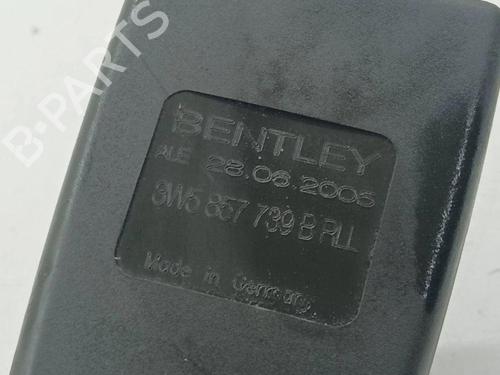 B-PARTS
BENTLEY
ALE 28.06.2005
3W5 857 739 B RLL
Made in Germany